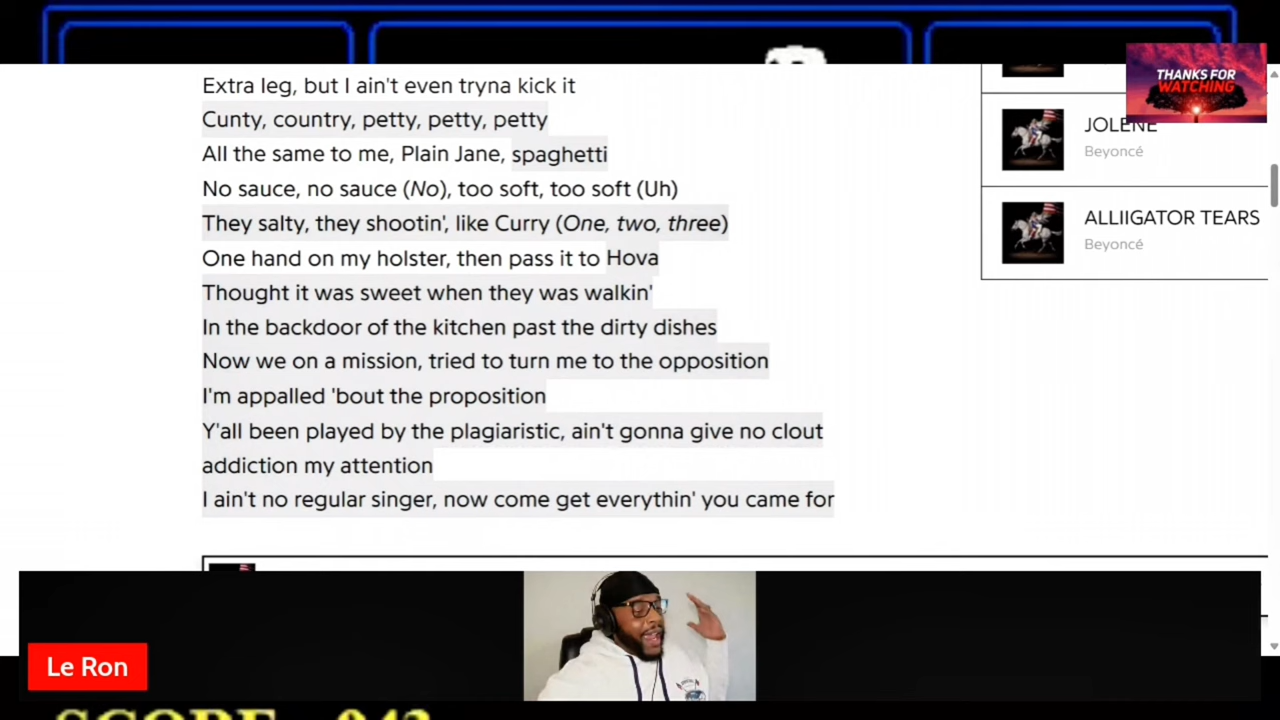 THANKS FOR
WATCHING
Extra leg, but I ain't even tryna kick it
Cunty, country, petty, petty, petty
All the same to me, Plain Jane, spaghetti
No sauce, no sauce (No), too soft, too soft (Uh)
They salty, they shootin', like Curry (One, two, three)
One hand on my holster, then pass it to Hova
Thought it was sweet when they was walkin'
In the backdoor of the kitchen past the dirty dishes
Now we on a mission, tried to turn me to the opposition
I'm appalled 'bout the proposition
Y'all been played by the plagiaristic, ain't gonna give no clout
addiction my attention
I ain't no regular singer, now come get everythin' you came for
JOLENE
Beyoncé
ALLIIGATOR TEARS
Beyoncé
Le Ron
SCORE 043